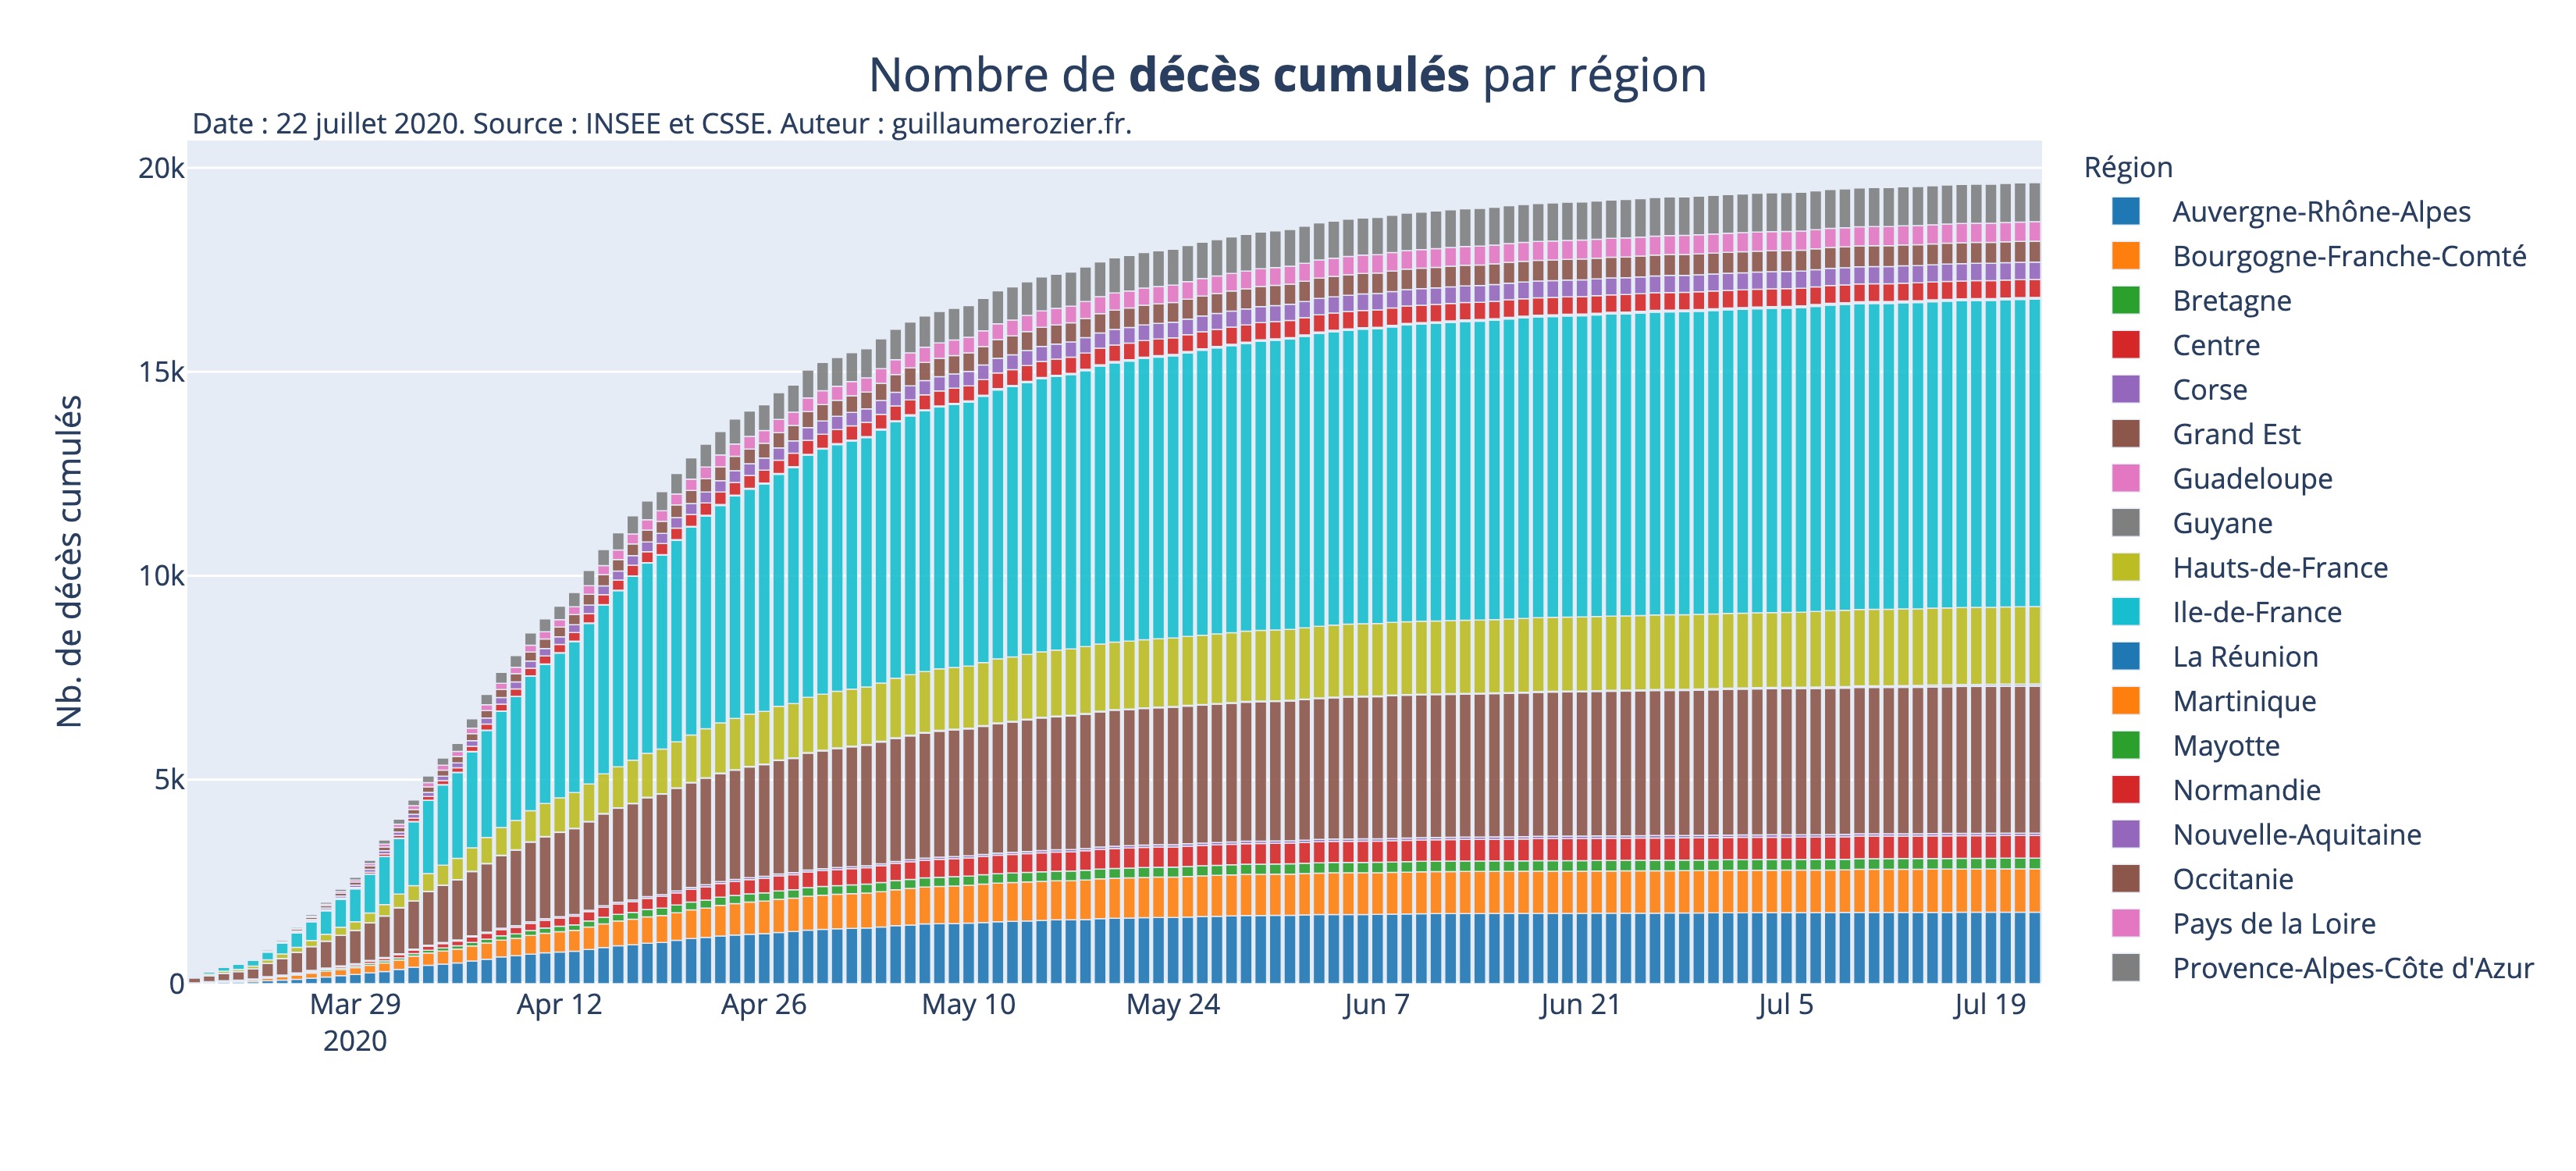 Nombre de décès cumulés par région
Date : 22 juillet 2020. Source : INSEE et CSSE. Auteur : guillaumerozier.fr.
Nb. de décès cumulés
20k
15k
10k
5k
0
Mar 29
2020
Apr 12
Apr 26
May 10
May 24
Jun 7
Jun 21
Jul 5
Jul 19
Région
Auvergne-Rhône-Alpes
Bourgogne-Franche-Comté
Bretagne
Centre
Corse
Grand Est
Guadeloupe
Guyane
Hauts-de-France
Ile-de-France
La Réunion
Martinique
Mayotte
Normandie
Nouvelle-Aquitaine
Occitanie
Pays de la Loire
Provence-Alpes-Côte d'Azur